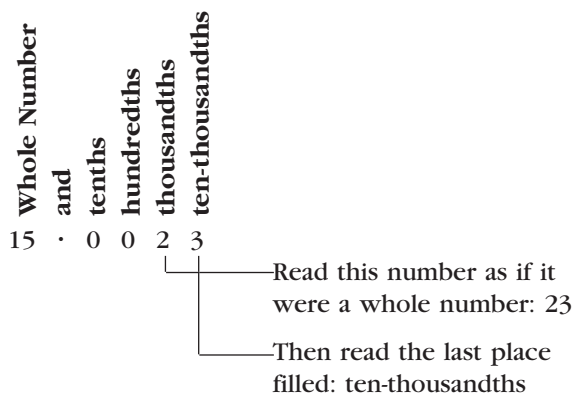 Whole Number
and
tenths
hundredths
thousandths
ten-thousandths
15 . 0 0 2 3
Read this number as if it
were a whole number: 23
Then read the last place
filled: ten-thousandths